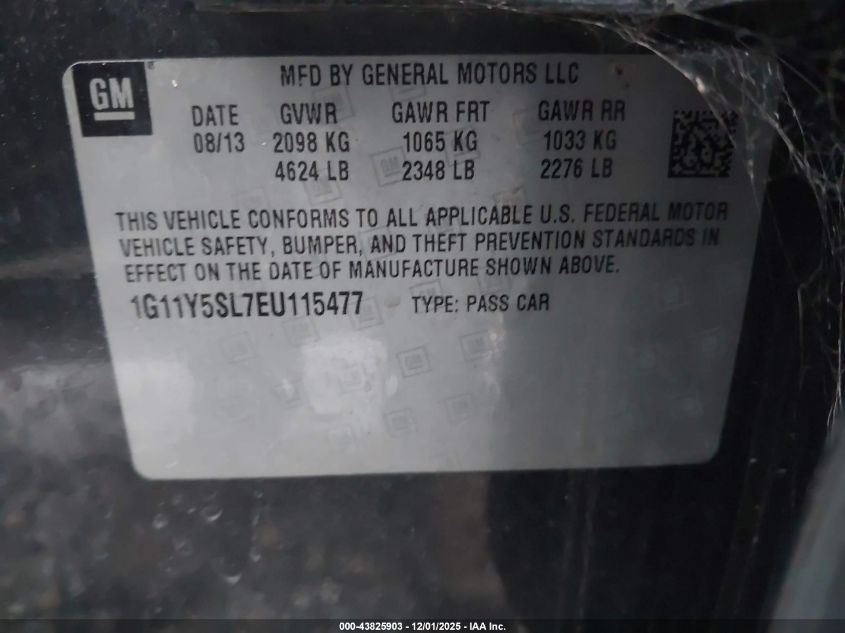 GM
MFD BY GENERAL MOTORS LLC
DATE GVWR GAWR FRT GAWR RR
08/13 2098 KG 1065 KG 1033 KG
4624 LB 2348 LB 2276 LB
THIS VEHICLE CONFORMS TO ALL APPLICABLE U.S. FEDERAL MOTOR
VEHICLE SAFETY, BUMPER, AND THEFT PREVENTION STANDARDS IN
EFFECT ON THE DATE OF MANUFACTURE SHOWN ABOVE.
1G11Y5SL7EU115477 TYPE: PASS CAR
000-43825903 - 12/01/2025 - IAA Inc.